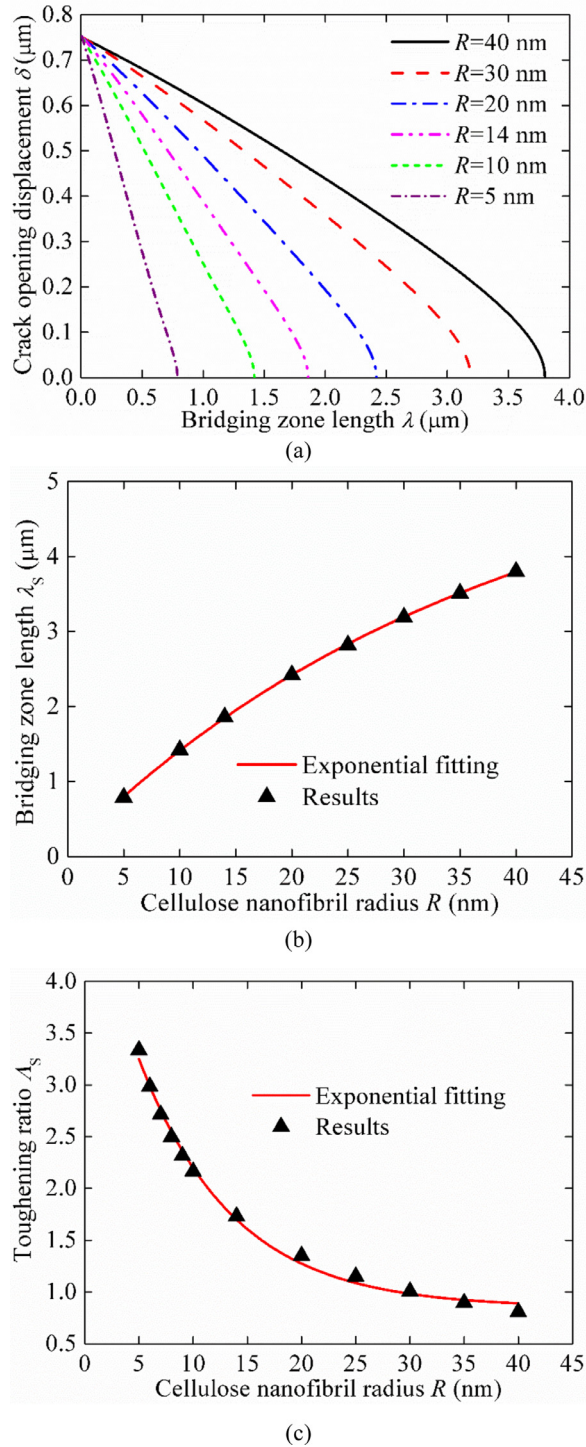 0.8
0.7
0.6
0.5
0.4
0.3
0.2
0.1
0.0
Crack opening displacement δ (μm)
R=40 nm
R=30 nm
R=20 nm
R=14 nm
R=10 nm
R=5 nm
0.0 0.5 1.0 1.5 2.0 2.5 3.0 3.5 4.0
Bridging zone length λ (μm)
(a)
5
4
3
2
1
0
Bridging zone length λS (μm)
Exponential fitting
Results
0 5 10 15 20 25 30 35 40 45
Cellulose nanofibril radius R (nm)
(b)
4.0
3.5
3.0
2.5
2.0
1.5
1.0
0.5
Toughening ratio ΛS
Exponential fitting
Results
0 5 10 15 20 25 30 35 40 45
Cellulose nanofibril radius R (nm)
(c)